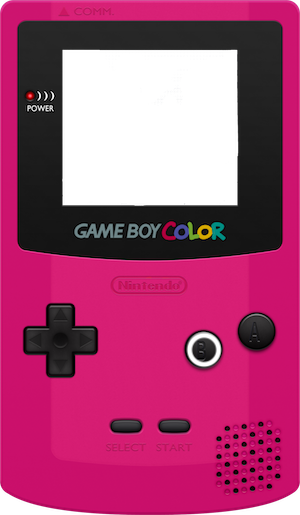 ▲ COMM.
POWER
GAME BOY COLOR
Nintendo
A
B
SELECT START